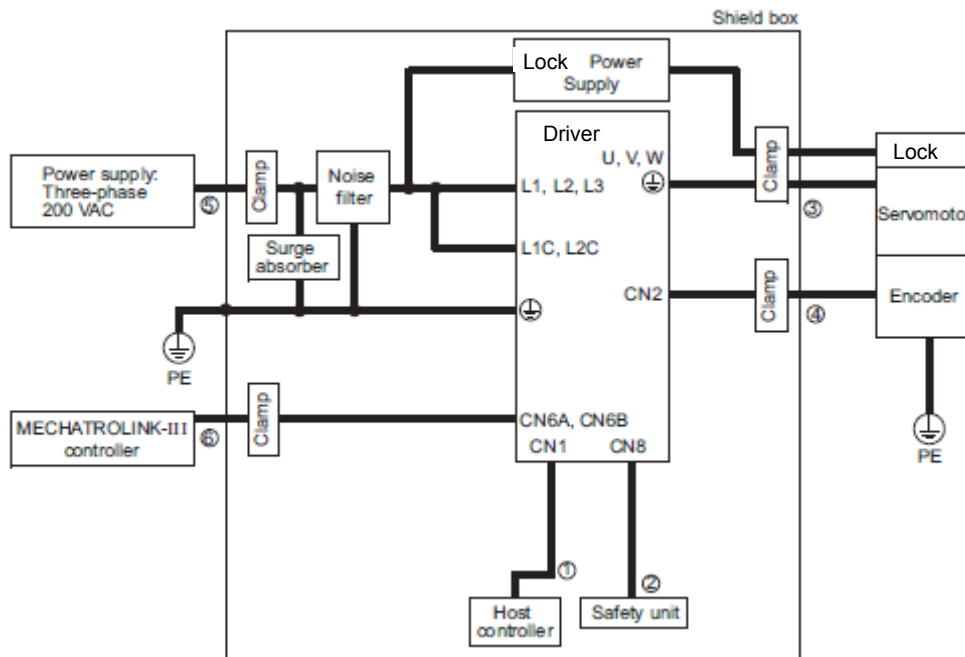 Shield box
Lock Power
Supply
Driver
U, V, W
L1, L2, L3
L1C, L2C
CN2
CN6A, CN6B
CN1 CN8
Power supply:
Three-phase
200 VAC
⑤
Clamp
Noise
filter
Surge
absorber
PE
MECHATROLINK-III
controller
⑥
Clamp
Clamp
③
Lock
Servomoto
Clamp
④
Encoder
PE
①
Host
controller
②
Safety unit